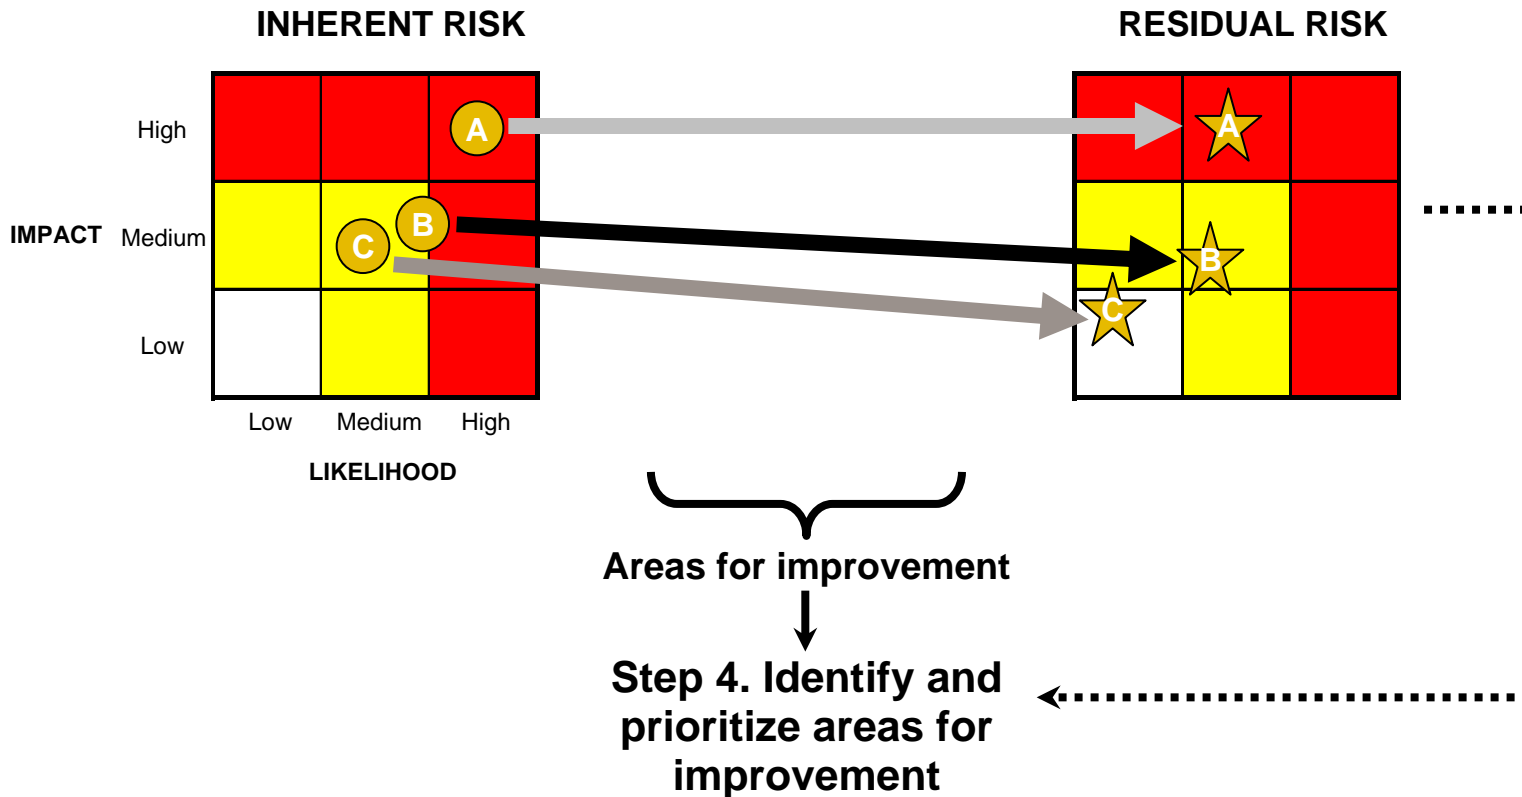 INHERENT RISK
RESIDUAL RISK
High
A
A
IMPACT
Medium
B
C
B
C
Low
Low
Medium
High
LIKELIHOOD
Areas for improvement
Step 4. Identify and
prioritize areas for
improvement